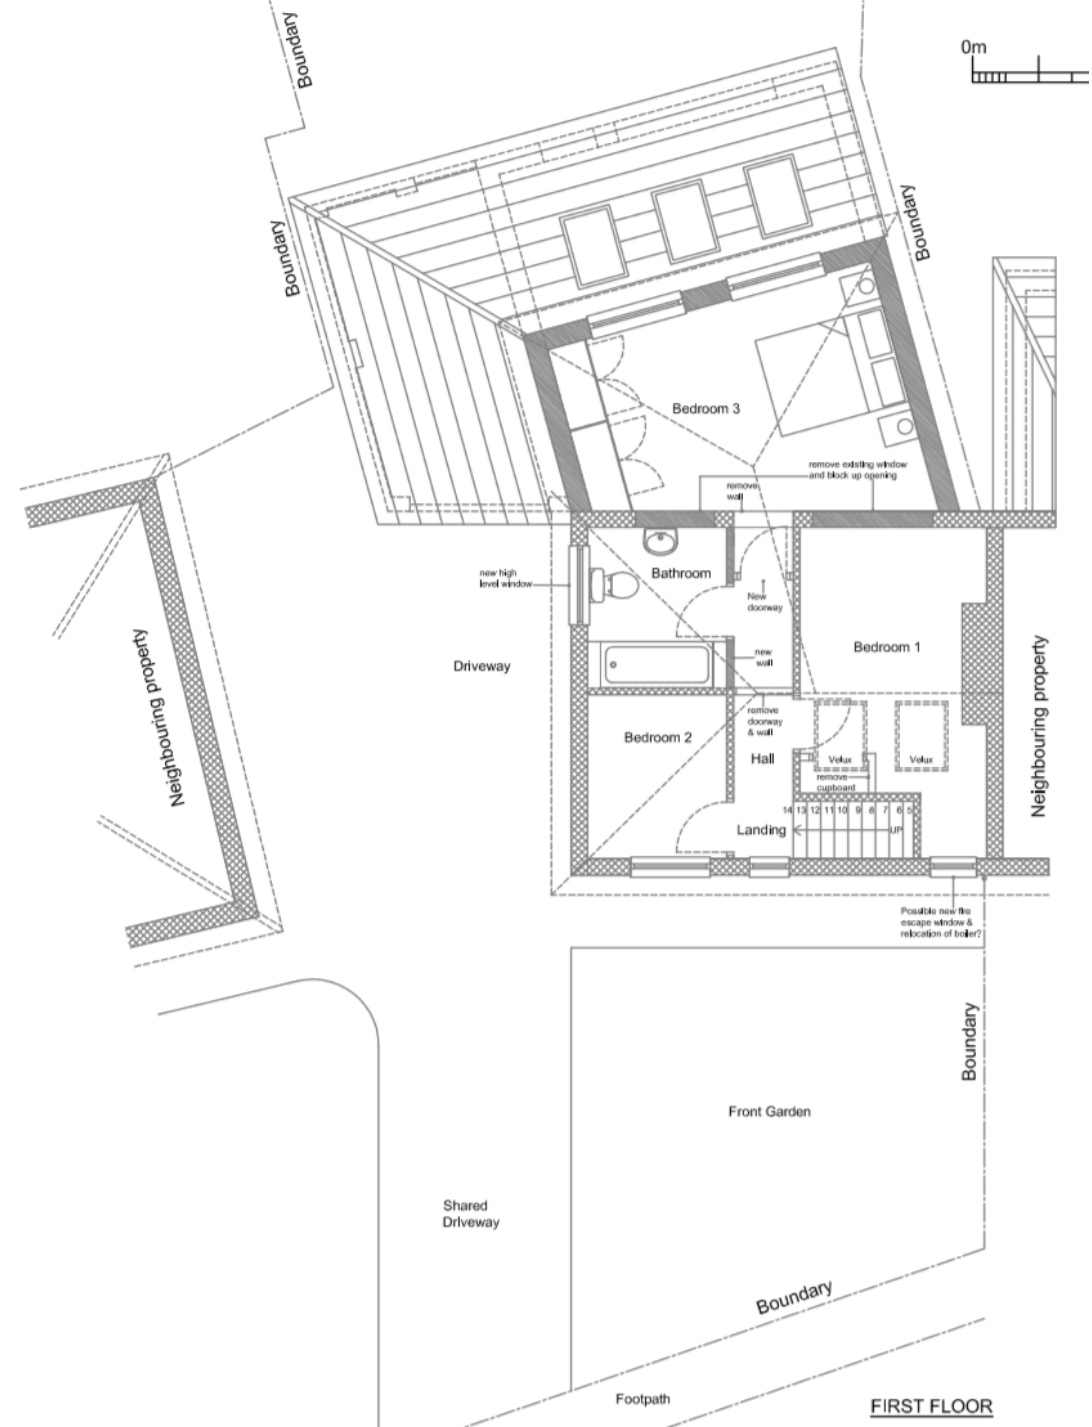 Boundary
0m
Boundary
Boundary
Bedroom 3
remove existing window
and block up opening
remove
wall
new high
level window
Bathroom
New
doorway
Driveway
new
wall
Bedroom 1
Neighbouring property
Neighbouring property
remove
doorway
& wall
Bedroom 2
Hall
Velux
Velux
remove
cupboard
14 13 12 11 10 9 8 7 6 5
Landing
UP
Possible new fire
escape window &
relocation of boiler?
Boundary
Front Garden
Shared
Driveway
Boundary
Footpath
FIRST FLOOR